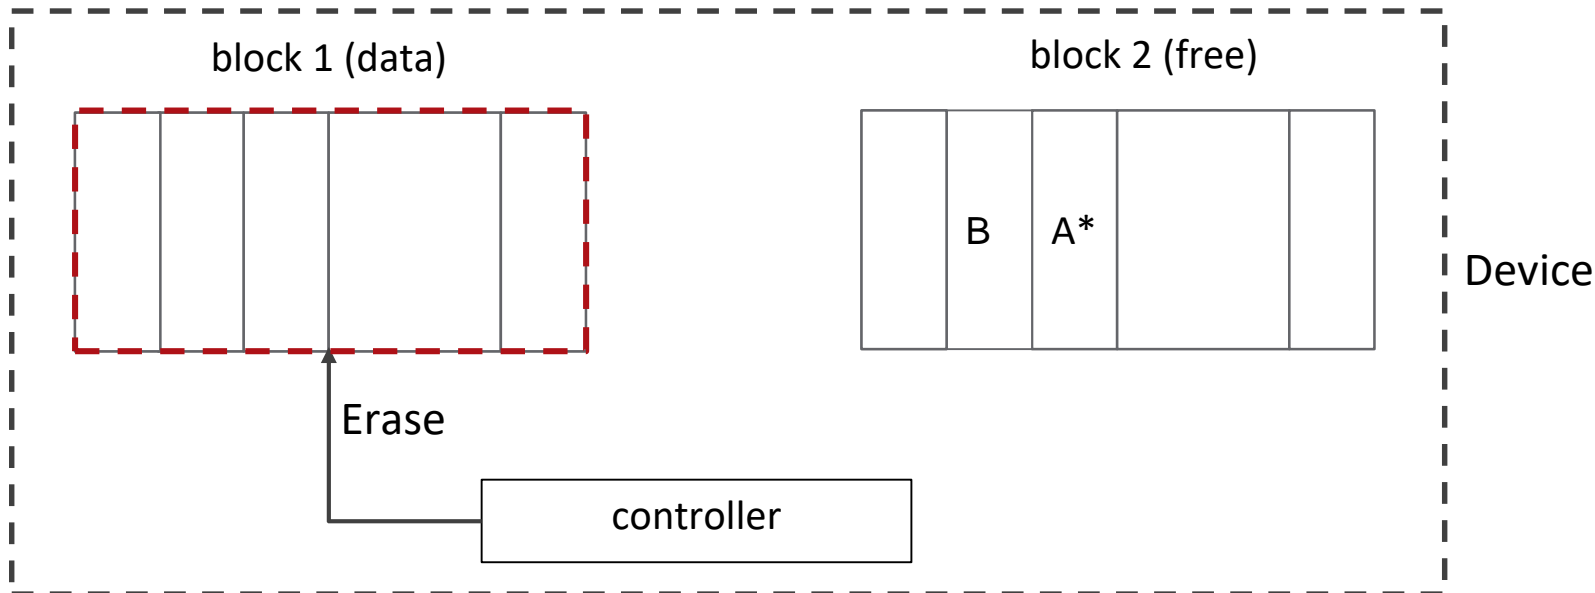 block 1 (data)
block 2 (free)
B
A*
Device
Erase
controller